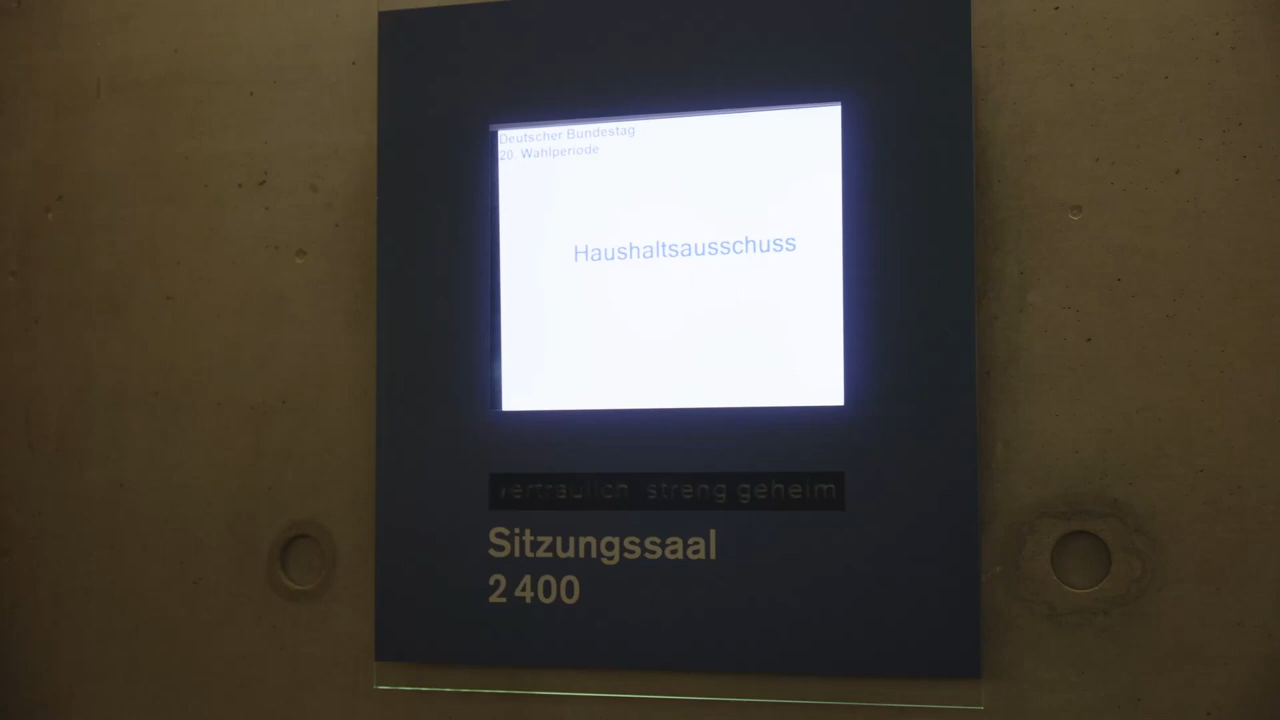 Deutscher Bundestag
20. Wahlperiode
Haushaltsausschuss
vertraulich streng geheim
Sitzungssaal
2 400